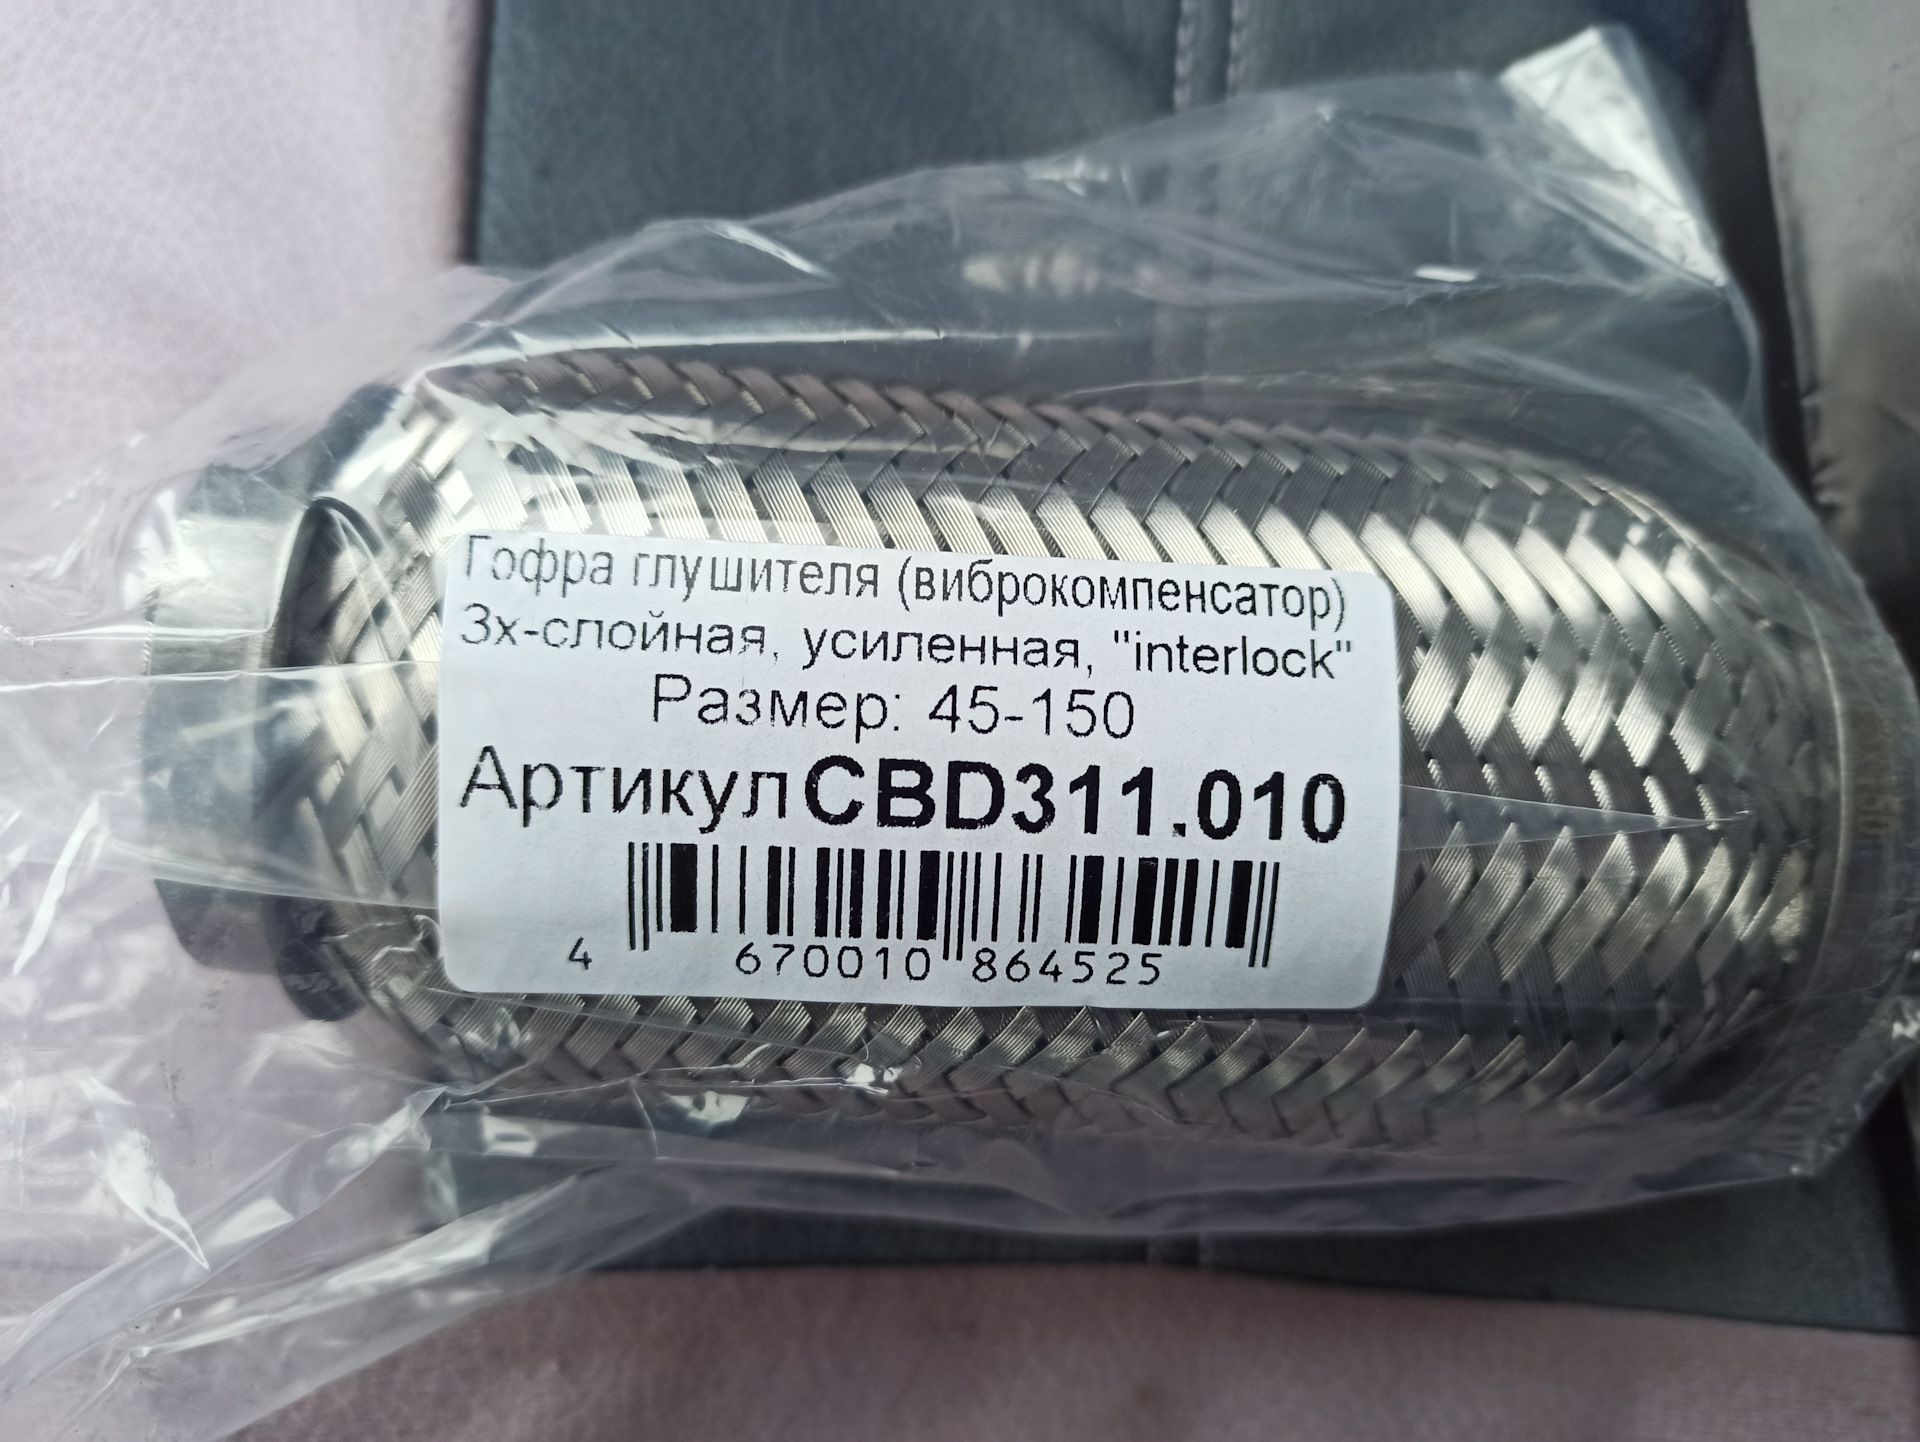 Гофра глушителя (виброкомпенсатор)
3х-слойная, усиленная, "interlock"
Размер: 45-150
Артикул CBD311.010
4 670010 864525